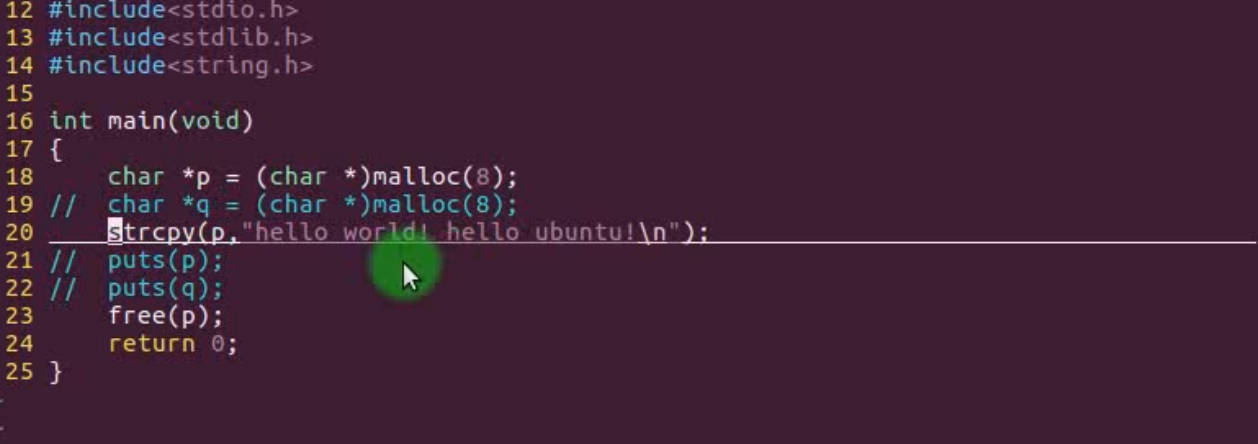 12 #include<stdio.h>
13 #include<stdlib.h>
14 #include<string.h>
15
16 int main(void)
17 {
18     char *p = (char *)malloc(8);
19 //  char *q = (char *)malloc(8);
20     strcpy(p,"hello world! hello ubuntu!\n");
21 //  puts(p);
22 //  puts(q);
23     free(p);
24     return 0;
25 }